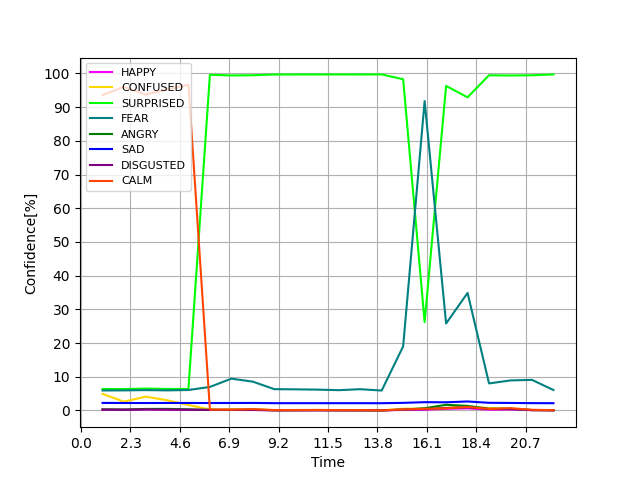 100
90
80
70
60
50
40
30
20
10
0
Confidence[%]
HAPPY
CONFUSED
SURPRISED
FEAR
ANGRY
SAD
DISGUSTED
CALM
0.0 2.3 4.6 6.9 9.2 11.5 13.8 16.1 18.4 20.7
Time